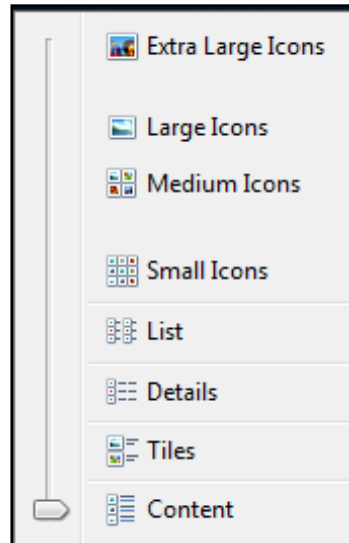 Extra Large Icons
Large Icons
Medium Icons
Small Icons
List
Details
Tiles
Content